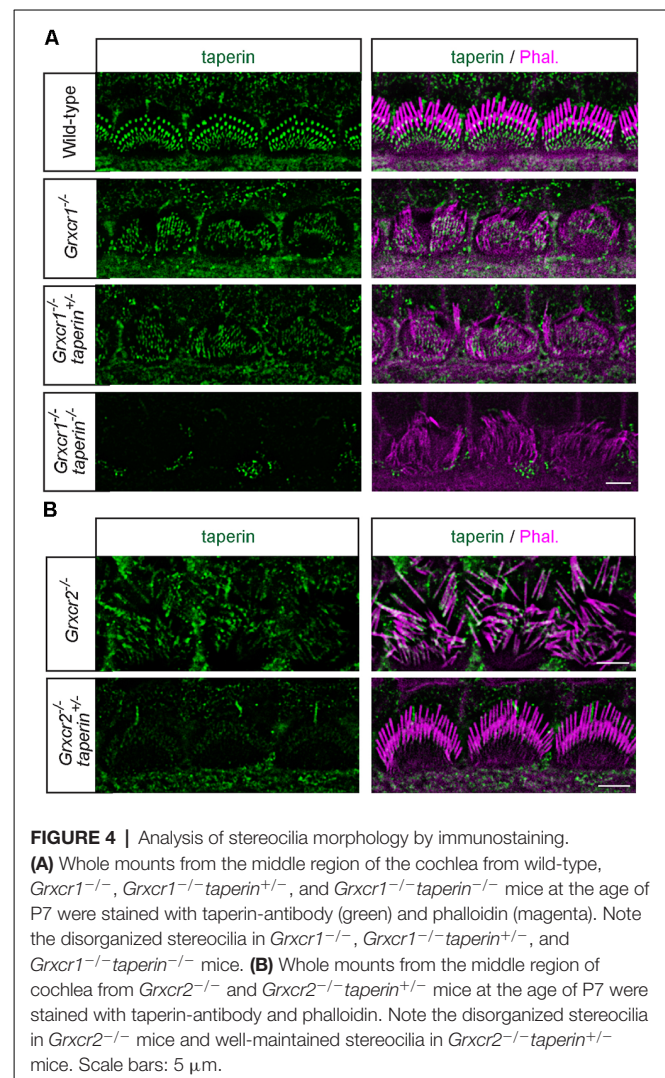 A
taperin
taperin / Phal.
Wild-type
Grxcr1-/-
Grxcr1-/-
taperin+/-
Grxcr1-/-
taperin-/-
B
taperin
taperin / Phal.
Grxcr2-/-
Grxcr2-/-
taperin+/-
FIGURE 4 | Analysis of stereocilia morphology by immunostaining.
(A) Whole mounts from the middle region of the cochlea from wild-type,
Grxcr1−/−, Grxcr1−/−taperin+/−, and Grxcr1−/−taperin−/− mice at the age of
P7 were stained with taperin-antibody (green) and phalloidin (magenta). Note
the disorganized stereocilia in Grxcr1−/−, Grxcr1−/−taperin+/−, and
Grxcr1−/−taperin−/− mice. (B) Whole mounts from the middle region of
cochlea from Grxcr2−/− and Grxcr2−/−taperin+/− mice at the age of P7 were
stained with taperin-antibody and phalloidin. Note the disorganized stereocilia
in Grxcr2−/− mice and well-maintained stereocilia in Grxcr2−/−taperin+/−
mice. Scale bars: 5 μm.